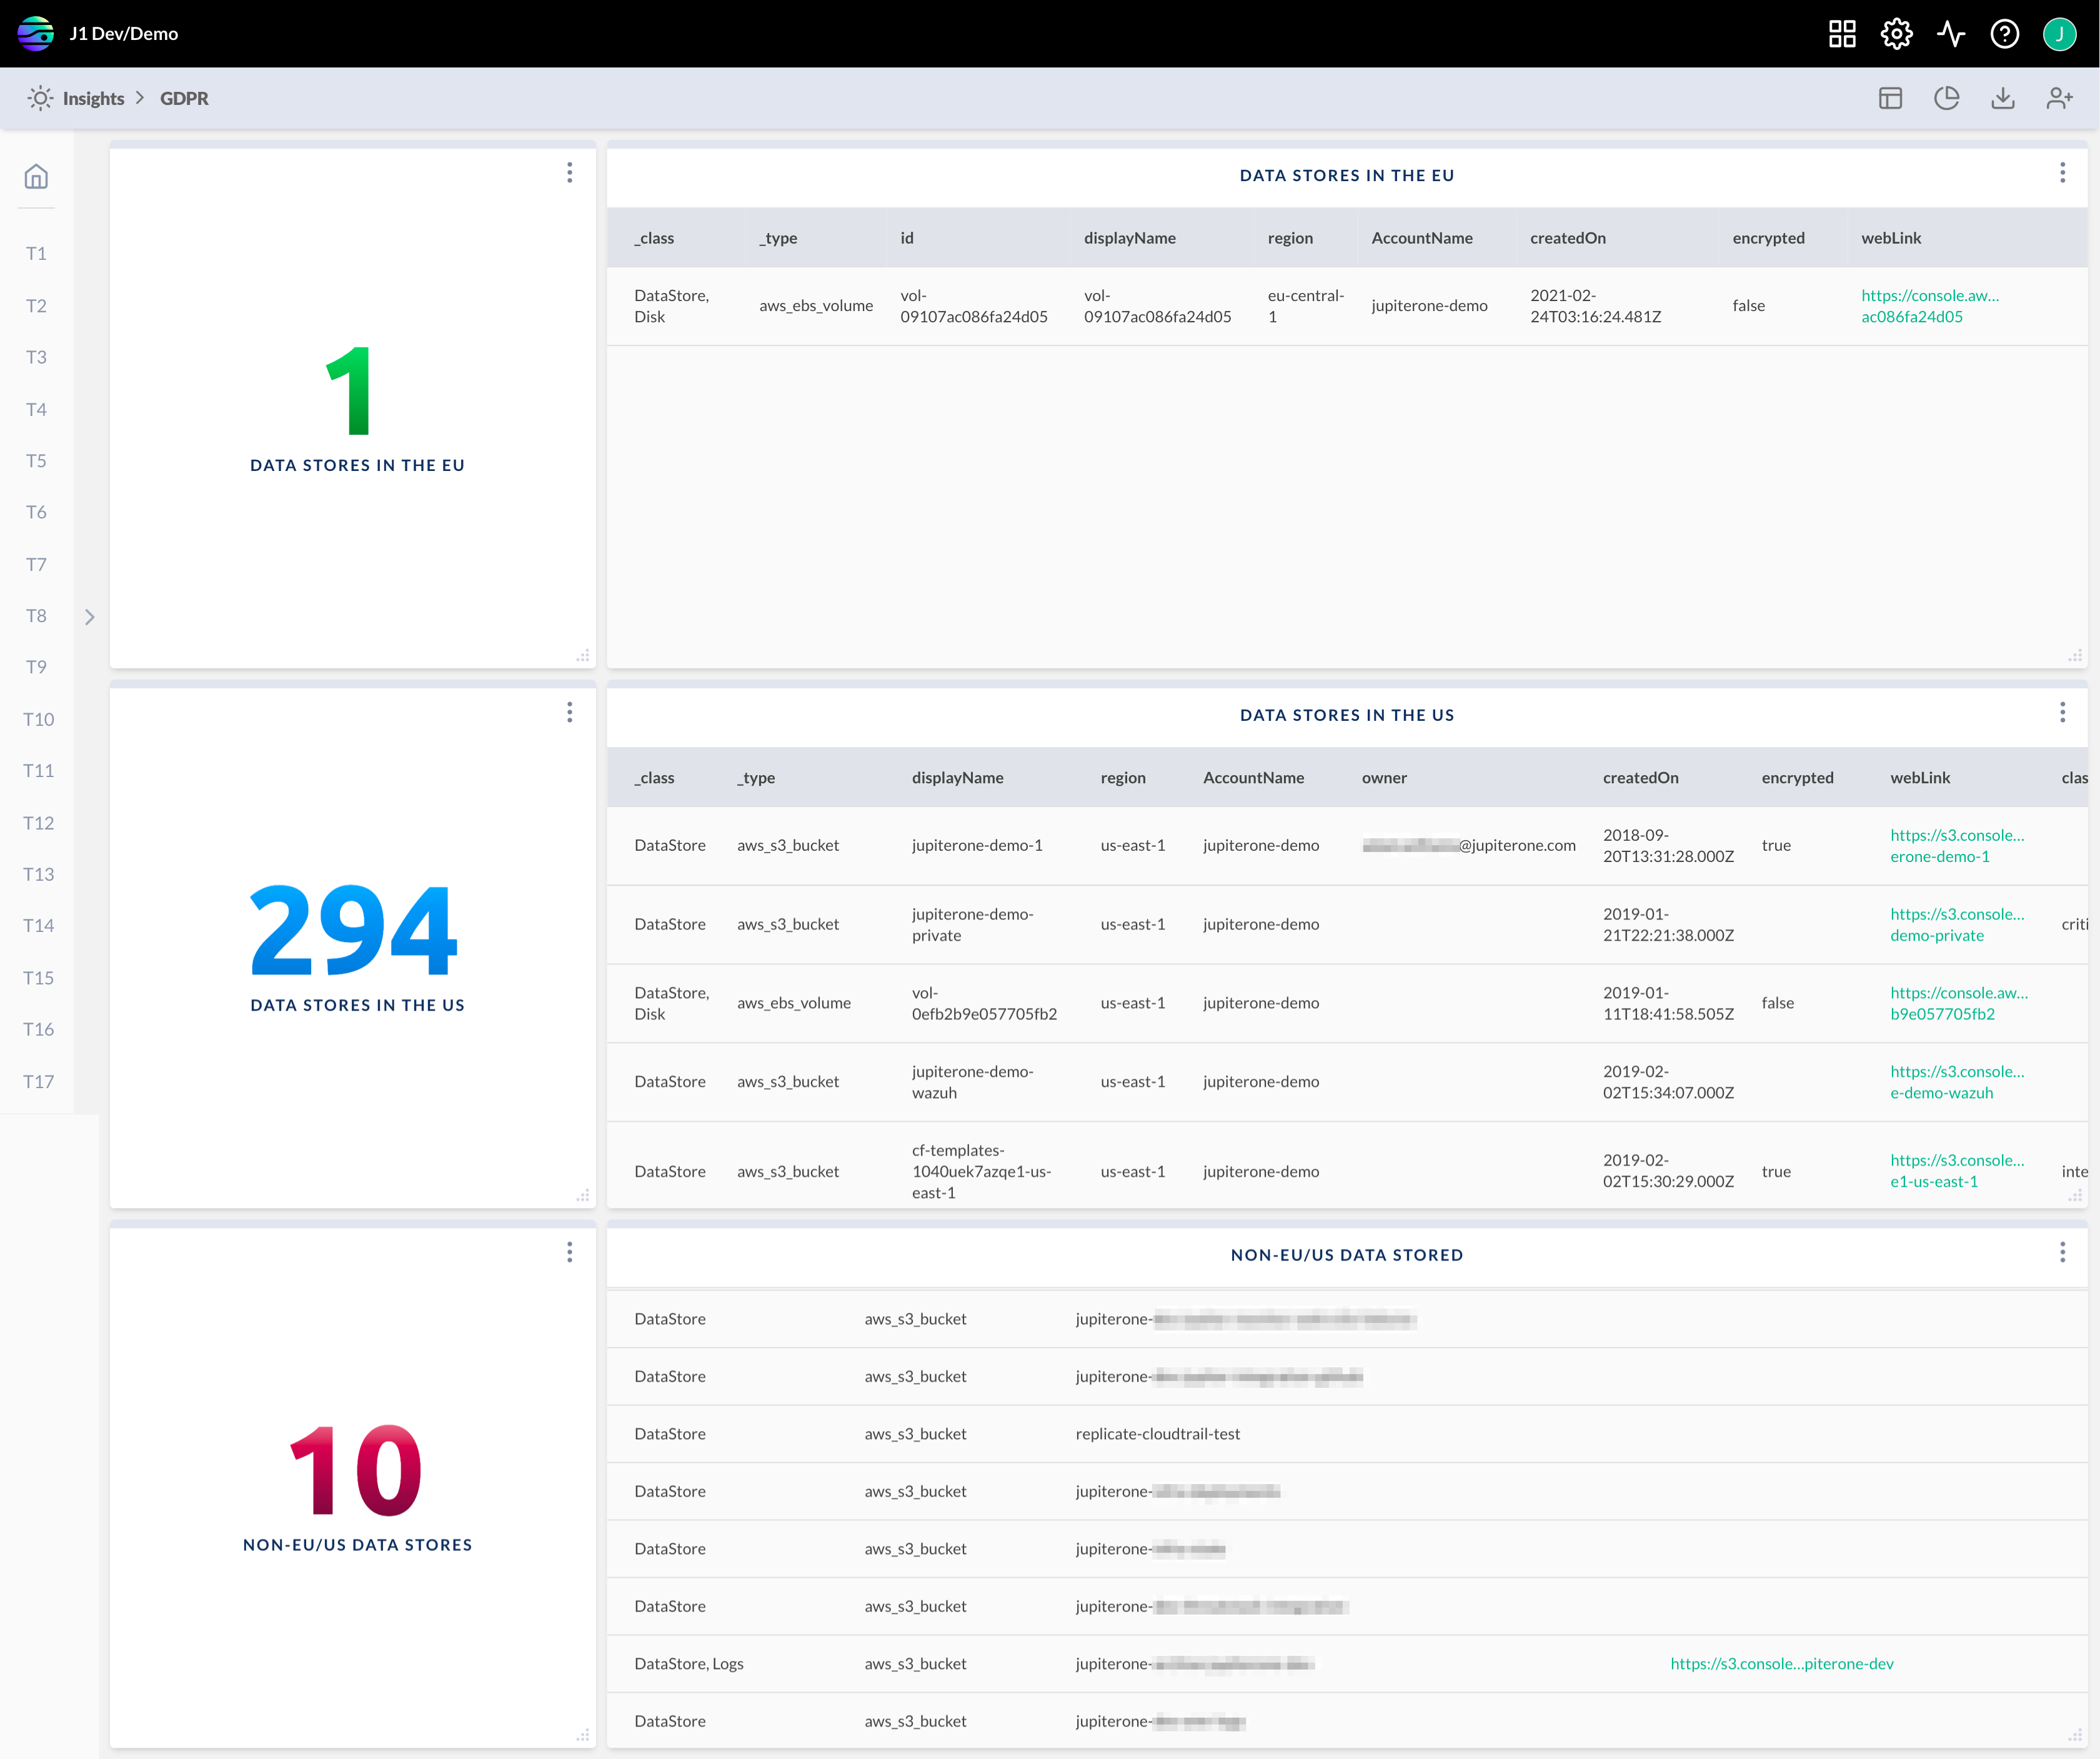 J1 Dev/Demo
J
Insights > GDPR
T1
T2
T3
T4
T5
T6
T7
T8
T9
T10
T11
T12
T13
T14
T15
T16
T17
1
DATA STORES IN THE EU
DATA STORES IN THE EU
_class _type id displayName region AccountName createdOn encrypted webLink
DataStore, vol- vol- eu-central- 2021-02- https://console.aw…
Disk aws_ebs_volume 09107ac086fa24d05 09107ac086fa24d05 1 jupiterone-demo 24T03:16:24.481Z false ac086fa24d05
294
DATA STORES IN THE US
DATA STORES IN THE US
_class _type displayName region AccountName owner createdOn encrypted webLink clas
DataStore aws_s3_bucket jupiterone-demo-1 us-east-1 jupiterone-demo @jupiterone.com 2018-09- true https://s3.console…
20T13:31:28.000Z erone-demo-1
DataStore aws_s3_bucket jupiterone-demo- us-east-1 jupiterone-demo 2019-01- https://s3.console… criti
private 21T22:21:38.000Z demo-private
DataStore, aws_ebs_volume vol- us-east-1 jupiterone-demo 2019-01- false https://console.aw…
Disk 0efb2b9e057705fb2 11T18:41:58.505Z b9e057705fb2
DataStore aws_s3_bucket jupiterone-demo- us-east-1 jupiterone-demo 2019-02- https://s3.console…
wazuh 02T15:34:07.000Z e-demo-wazuh
cf-templates-
DataStore aws_s3_bucket 1040uek7azqe1-us- us-east-1 jupiterone-demo 2019-02- true https://s3.console… inte
east-1 02T15:30:29.000Z e1-us-east-1
10
NON-EU/US DATA STORES
NON-EU/US DATA STORED
DataStore aws_s3_bucket jupiterone-
DataStore aws_s3_bucket jupiterone-
DataStore aws_s3_bucket replicate-cloudtrail-test
DataStore aws_s3_bucket jupiterone-
DataStore aws_s3_bucket jupiterone-
DataStore aws_s3_bucket jupiterone-
DataStore, Logs aws_s3_bucket jupiterone- https://s3.console…piterone-dev
DataStore aws_s3_bucket jupiterone-